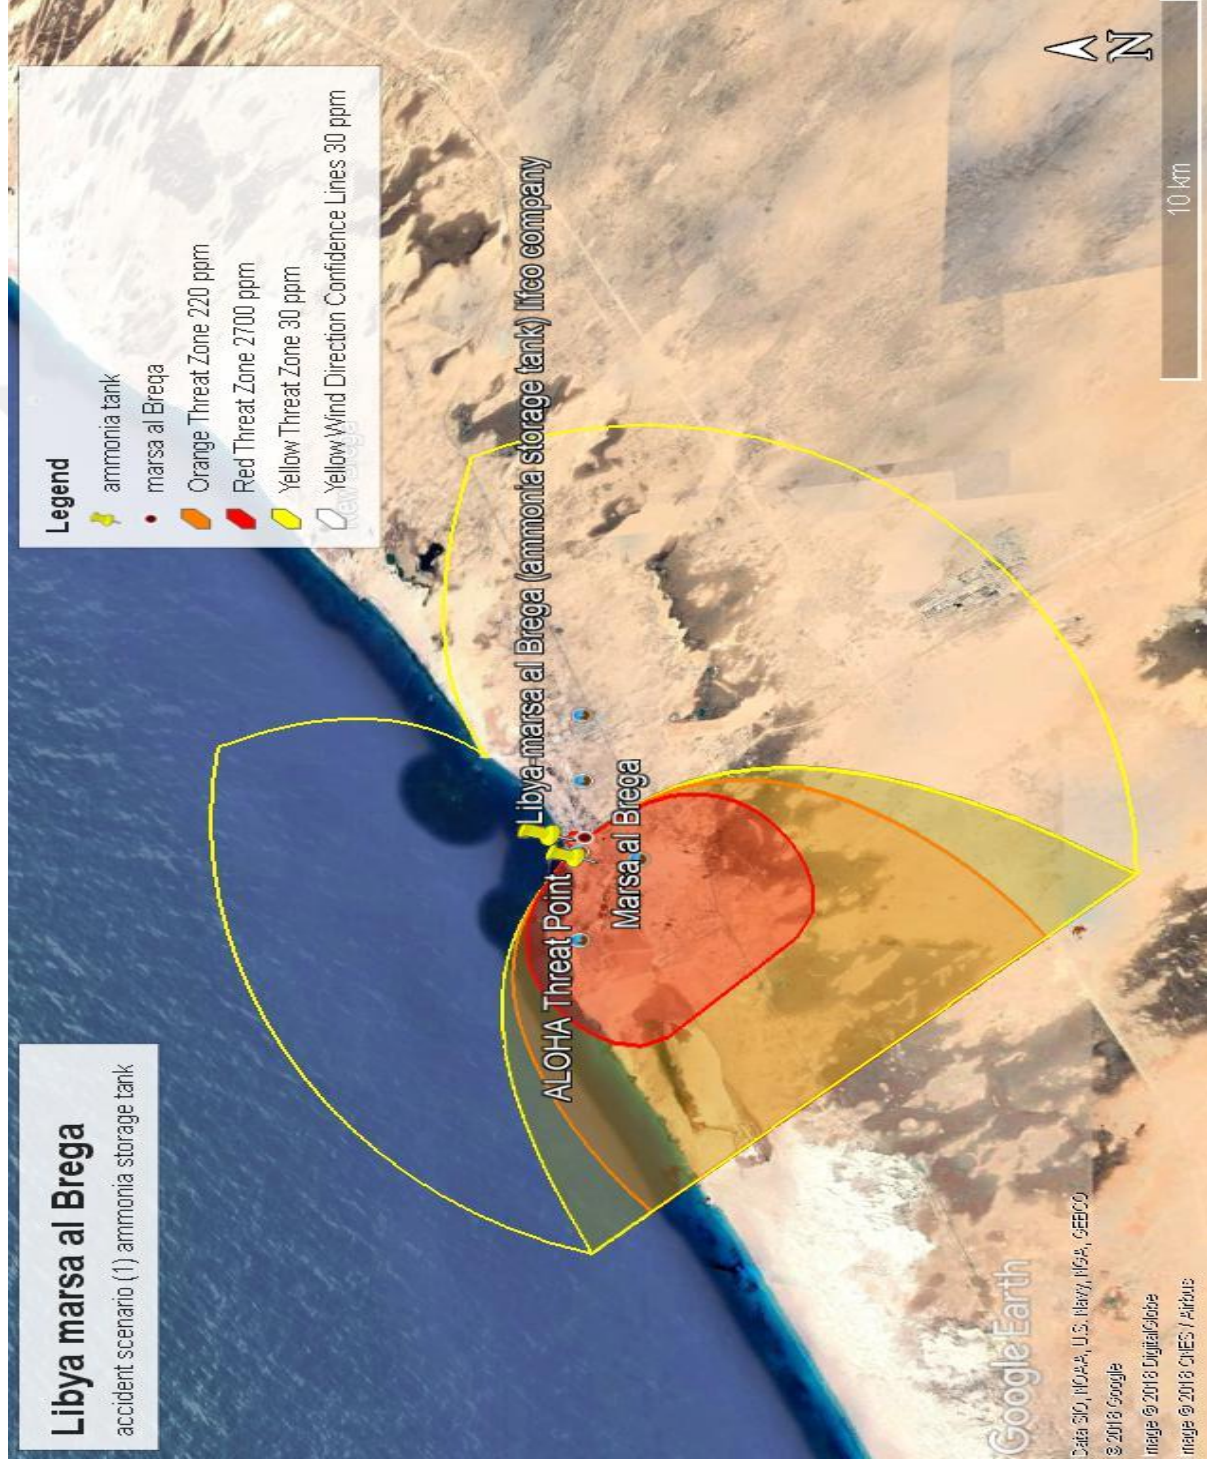 Libya marsa al Brega
accident scenario (1) ammonia storage tank
Legend
ammonia tank
marsa al Breqa
Orange Threat Zone 220 ppm
Red Threat Zone 2700 ppm
Yellow Threat Zone 30 ppm
Yellow Wind Direction Confidence Lines 30 ppm
N
Libya-marsa al Brega (ammonia storage tank) lifco company
ALOHA Threat Point
Marsa al Brega
Google Earth
Data SIO, NOAA, U.S. Navy, NGA, GEBCO
© 2018 Google
Image © 2018 DigitalGlobe
Image © 2018 CNES / Airbus
10 km